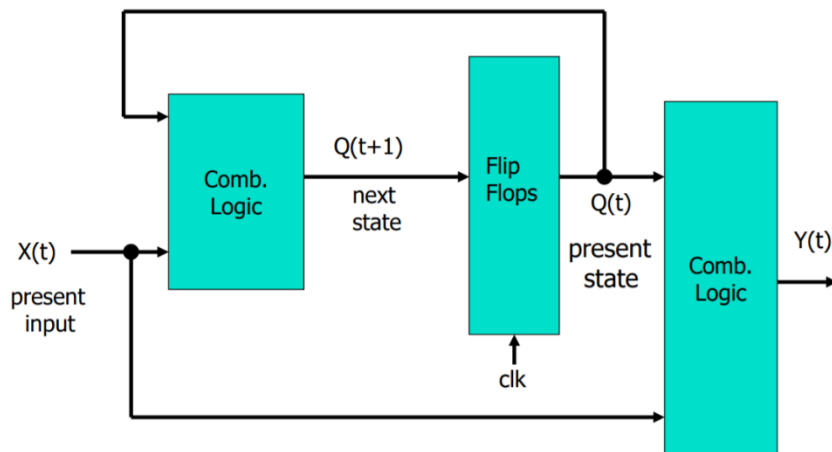 Comb.
Logic
Q(t+1)
next
state
Flip
Flops
Q(t)
present
state
X(t)
present
input
clk
Comb.
Logic
Y(t)